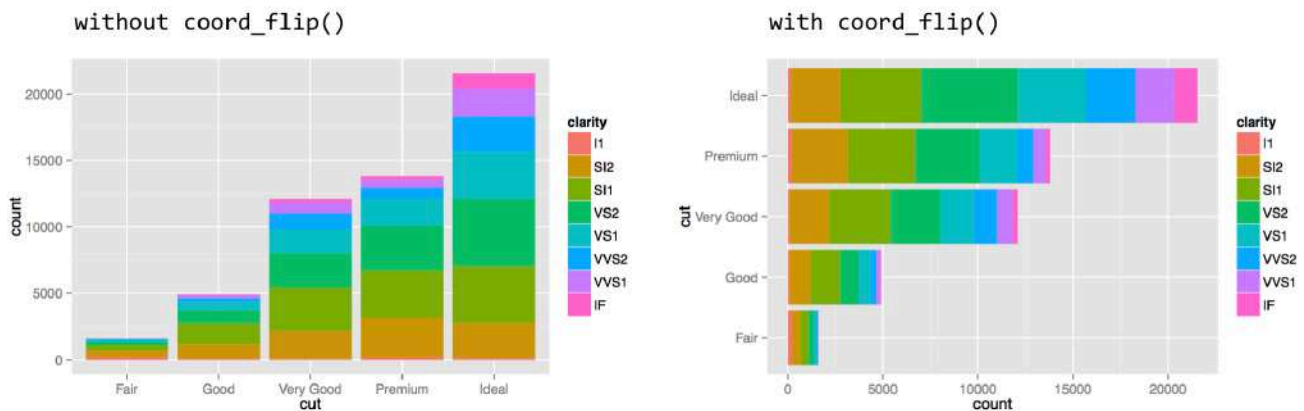 without coord_flip()
20000
15000
10000
5000
0
count
Fair Good Very Good Premium Ideal
cut
clarity
I1
SI2
SI1
VS2
VS1
VVS2
VVS1
IF
with coord_flip()
Ideal
Premium
Very Good
Good
Fair
cut
0 5000 10000 15000 20000
count
clarity
I1
SI2
SI1
VS2
VS1
VVS2
VVS1
IF